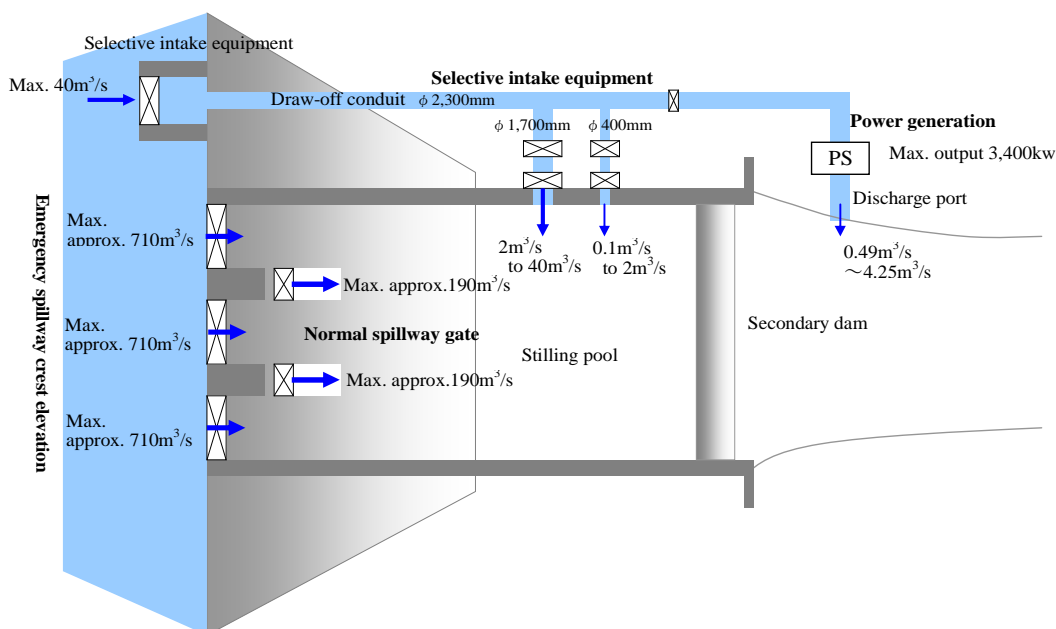 Selective intake equipment
Max. 40m³/s
Selective intake equipment
Draw-off conduit φ 2,300mm
φ 1,700mm
φ 400mm
Power generation
PS
Max. output 3,400kw
Discharge port
Max.
approx. 710m³/s
2m³/s
to 40m³/s
0.1m³/s
to 2m³/s
0.49m³/s
～4.25m³/s
Max. approx.190m³/s
Emergency spillway crest elevation
Max.
approx. 710m³/s
Normal spillway gate
Stilling pool
Secondary dam
Max. approx.190m³/s
Max.
approx. 710m³/s